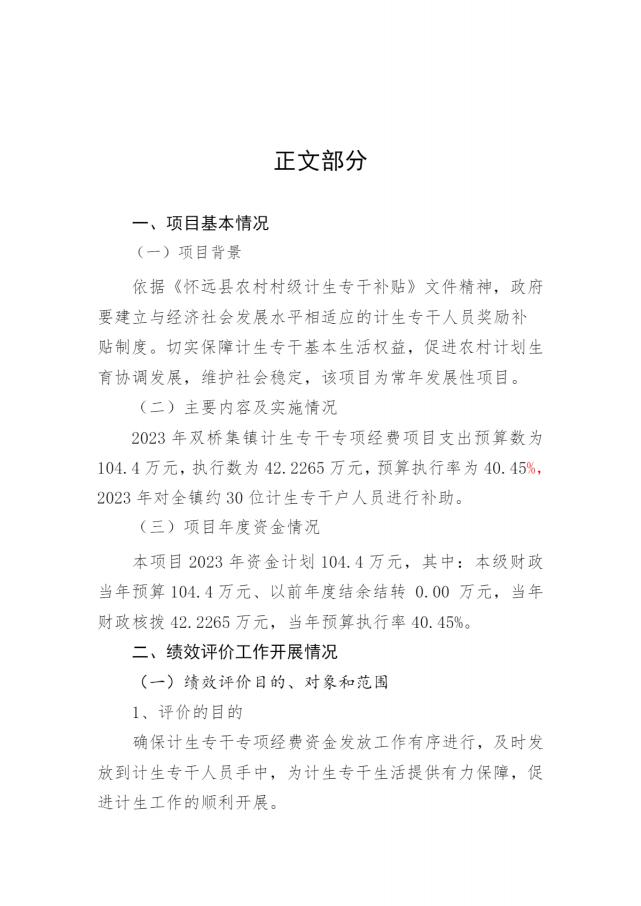 正文部分
一、项目基本情况
（一）项目背景
依据《怀远县农村村级计生专干补贴》文件精神，政府
要建立与经济社会发展水平相适应的计生专干人员奖励补
贴制度。切实保障计生专干基本生活权益，促进农村计划生
育协调发展，维护社会稳定，该项目为常年发展性项目。
（二）主要内容及实施情况
2023 年双桥集镇计生专干专项经费项目支出预算数为
104.4 万元,执行数为 42.2265 万元,预算执行率为 40.45%,
2023 年对全镇约 30 位计生专干户人员进行补助。
（三）项目年度资金情况
本项目 2023 年资金计划 104.4 万元，其中：本级财政
当年预算 104.4 万元、以前年度结余结转 0.00 万元，当年
财政核拨 42.2265 万元，当年预算执行率 40.45%。
二、绩效评价工作开展情况
（一）绩效评价目的、对象和范围
1、评价的目的
确保计生专干专项经费资金发放工作有序进行，及时发
放到计生专干人员手中，为计生专干生活提供有力保障，促
进计生工作的顺利开展。